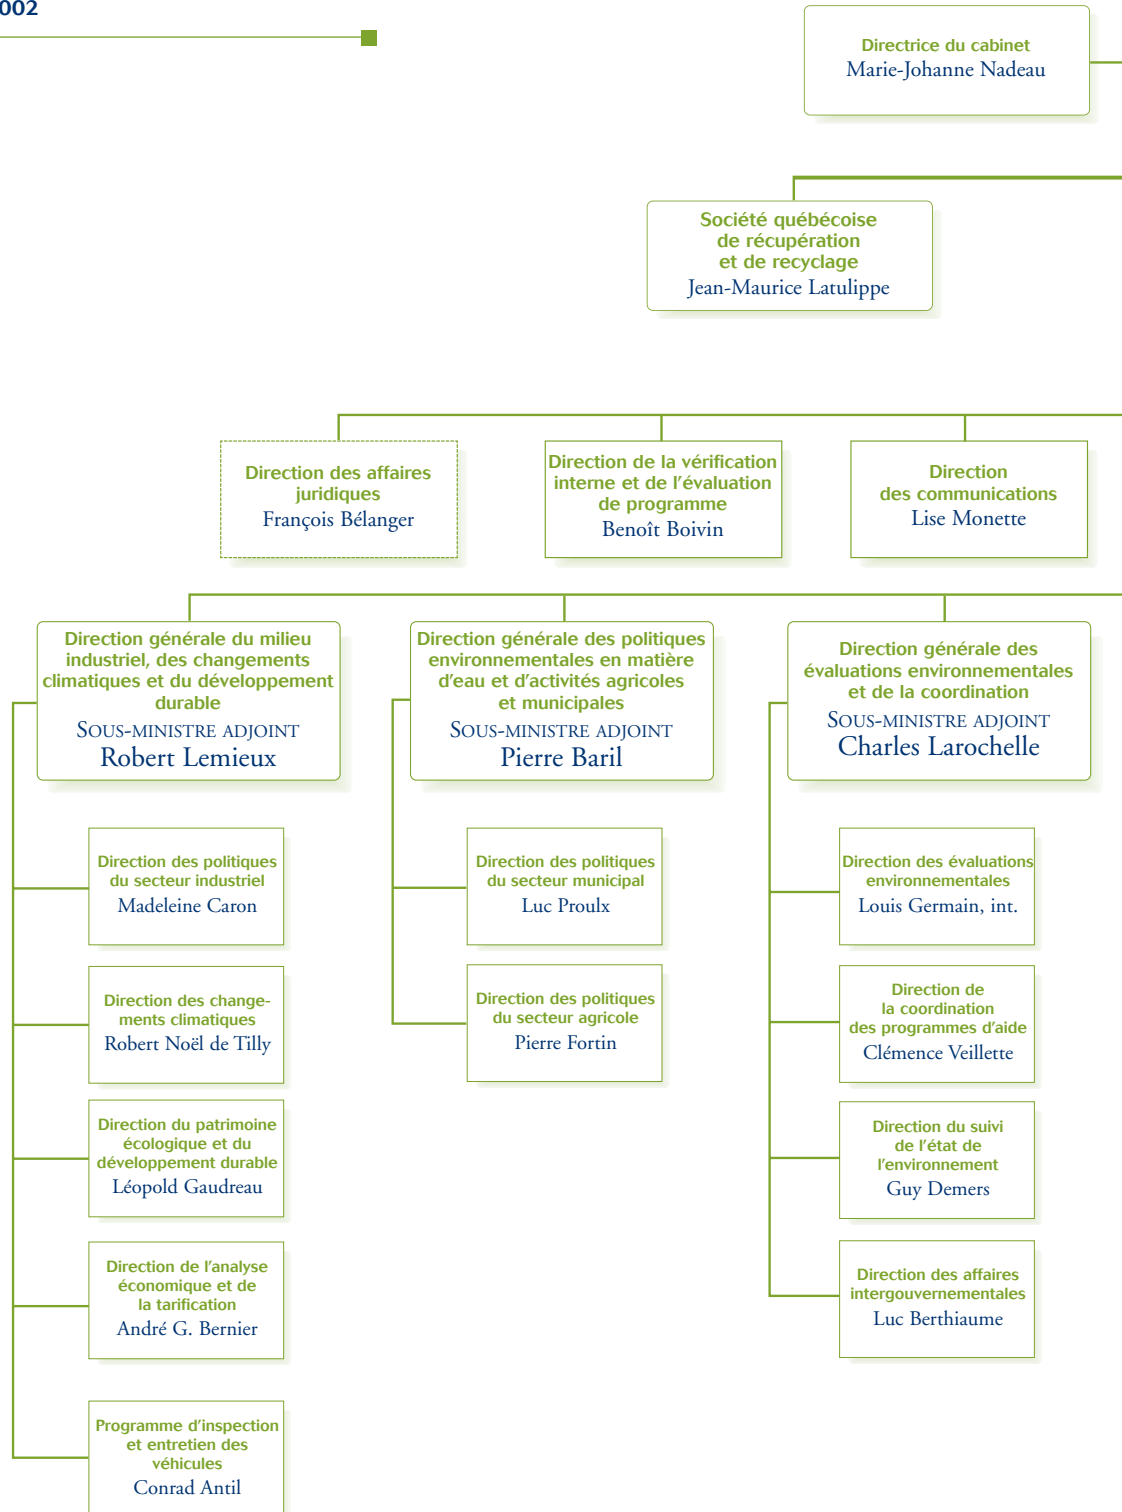 002
Directrice du cabinet
Marie-Johanne Nadeau
Société québécoise
de récupération
et de recyclage
Jean-Maurice Latulippe
Direction des affaires
juridiques
François Bélanger
Direction de la vérification
interne et de l'évaluation
de programme
Benoît Boivin
Direction
des communications
Lise Monette
Direction générale du milieu
industriel, des changements
climatiques et du développement
durable
SOUS-MINISTRE ADJOINT
Robert Lemieux
Direction générale des politiques
environnementales en matière
d'eau et d'activités agricoles
et municipales
SOUS-MINISTRE ADJOINT
Pierre Baril
Direction générale des
évaluations environnementales
et de la coordination
SOUS-MINISTRE ADJOINT
Charles Larochelle
Direction des politiques
du secteur industriel
Madeleine Caron
Direction des change-
ments climatiques
Robert Noël de Tilly
Direction du patrimoine
écologique et du
développement durable
Léopold Gaudreau
Direction de l'analyse
économique et de
la tarification
André G. Bernier
Programme d'inspection
et entretien des
véhicules
Conrad Antil
Direction des politiques
du secteur municipal
Luc Proulx
Direction des politiques
du secteur agricole
Pierre Fortin
Direction des évaluations
environnementales
Louis Germain, int.
Direction de
la coordination
des programmes d'aide
Clémence Veillette
Direction du suivi
de l'état de
l'environnement
Guy Demers
Direction des affaires
intergouvernementales
Luc Berthiaume